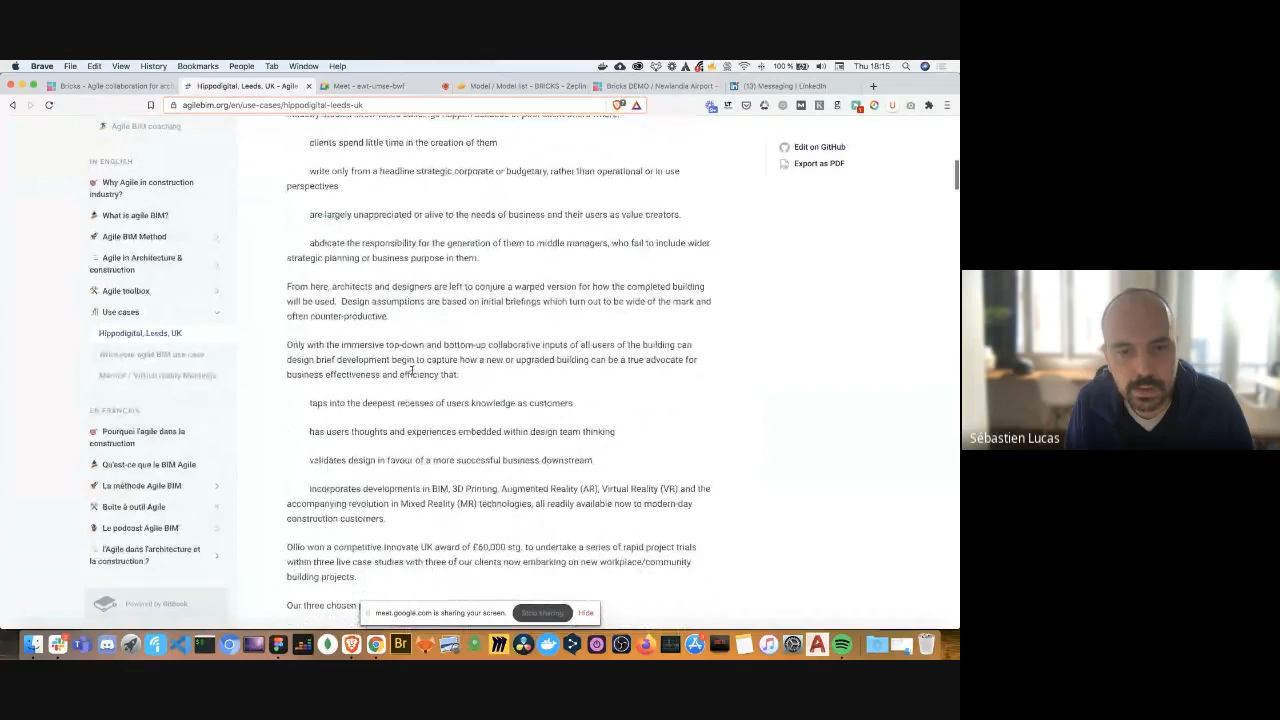 Brave File Edit View History Bookmarks People Tab Window Help 100 % Thu 18:15
Bricks - Agile collaboration for arch
Hippodigital, Leeds, UK - Agile
Meet - ewt-umse-bwf
Model / Model list - BRICKS - Zeplin
Bricks DEMO / Newlandia Airport -
(13) Messaging | LinkedIn
agilebim.org/en/use-cases/hippodigital-leeds-uk
Agile BIM coaching
IN ENGLISH
Why Agile in construction
industry?
What is agile BIM?
Agile BIM Method
Agile in Architecture &
construction
Agile toolbox
Use cases
Hippodigital, Leeds, UK
agile BIM use case
/ Virtual reality
EN FRANÇAIS
Pourquoi l'agile dans la
construction
Qu'est-ce que le BIM Agile
La méthode Agile BIM
Boîte à outil Agile
Le podcast Agile BIM
l'Agile dans l'architecture et
la construction ?
Powered by GitBook
clients spend little time in the creation of them
write only from a headline strategic corporate or budgetary, rather than operational or in use
perspectives
are largely unappreciated or alive to the needs of business and their users as value creators.
abdicate the responsibility for the generation of them to middle managers, who fail to include wider
strategic planning or business purpose in them.
From here, architects and designers are left to conjure a warped version for how the completed building
will be used. Design assumptions are based on initial briefings which turn out to be wide of the mark and
often counter-productive.
Only with the immersive top-down and bottom-up collaborative inputs of all users of the building can
design brief development begin to capture how a new or upgraded building can be a true advocate for
business effectiveness and efficiency that:
taps into the deepest recesses of users knowledge as customers
has users thoughts and experiences embedded within design team thinking
validates design in favour of a more successful business downstream
incorporates developments in BIM, 3D Printing, Augmented Reality (AR), Virtual Reality (VR) and the
accompanying revolution in Mixed Reality (MR) technologies, all readily available now to modern-day
construction customers.
Ollio won a competitive Innovate UK award of £60,000 stg. to undertake a series of rapid project trials
within three live case studies with three of our clients now embarking on new workplace/community
building projects.
Our three chosen
Edit on GitHub
Export as PDF
meet.google.com is sharing your screen.
Stop sharing
Hide
Br
Sébastien Lucas